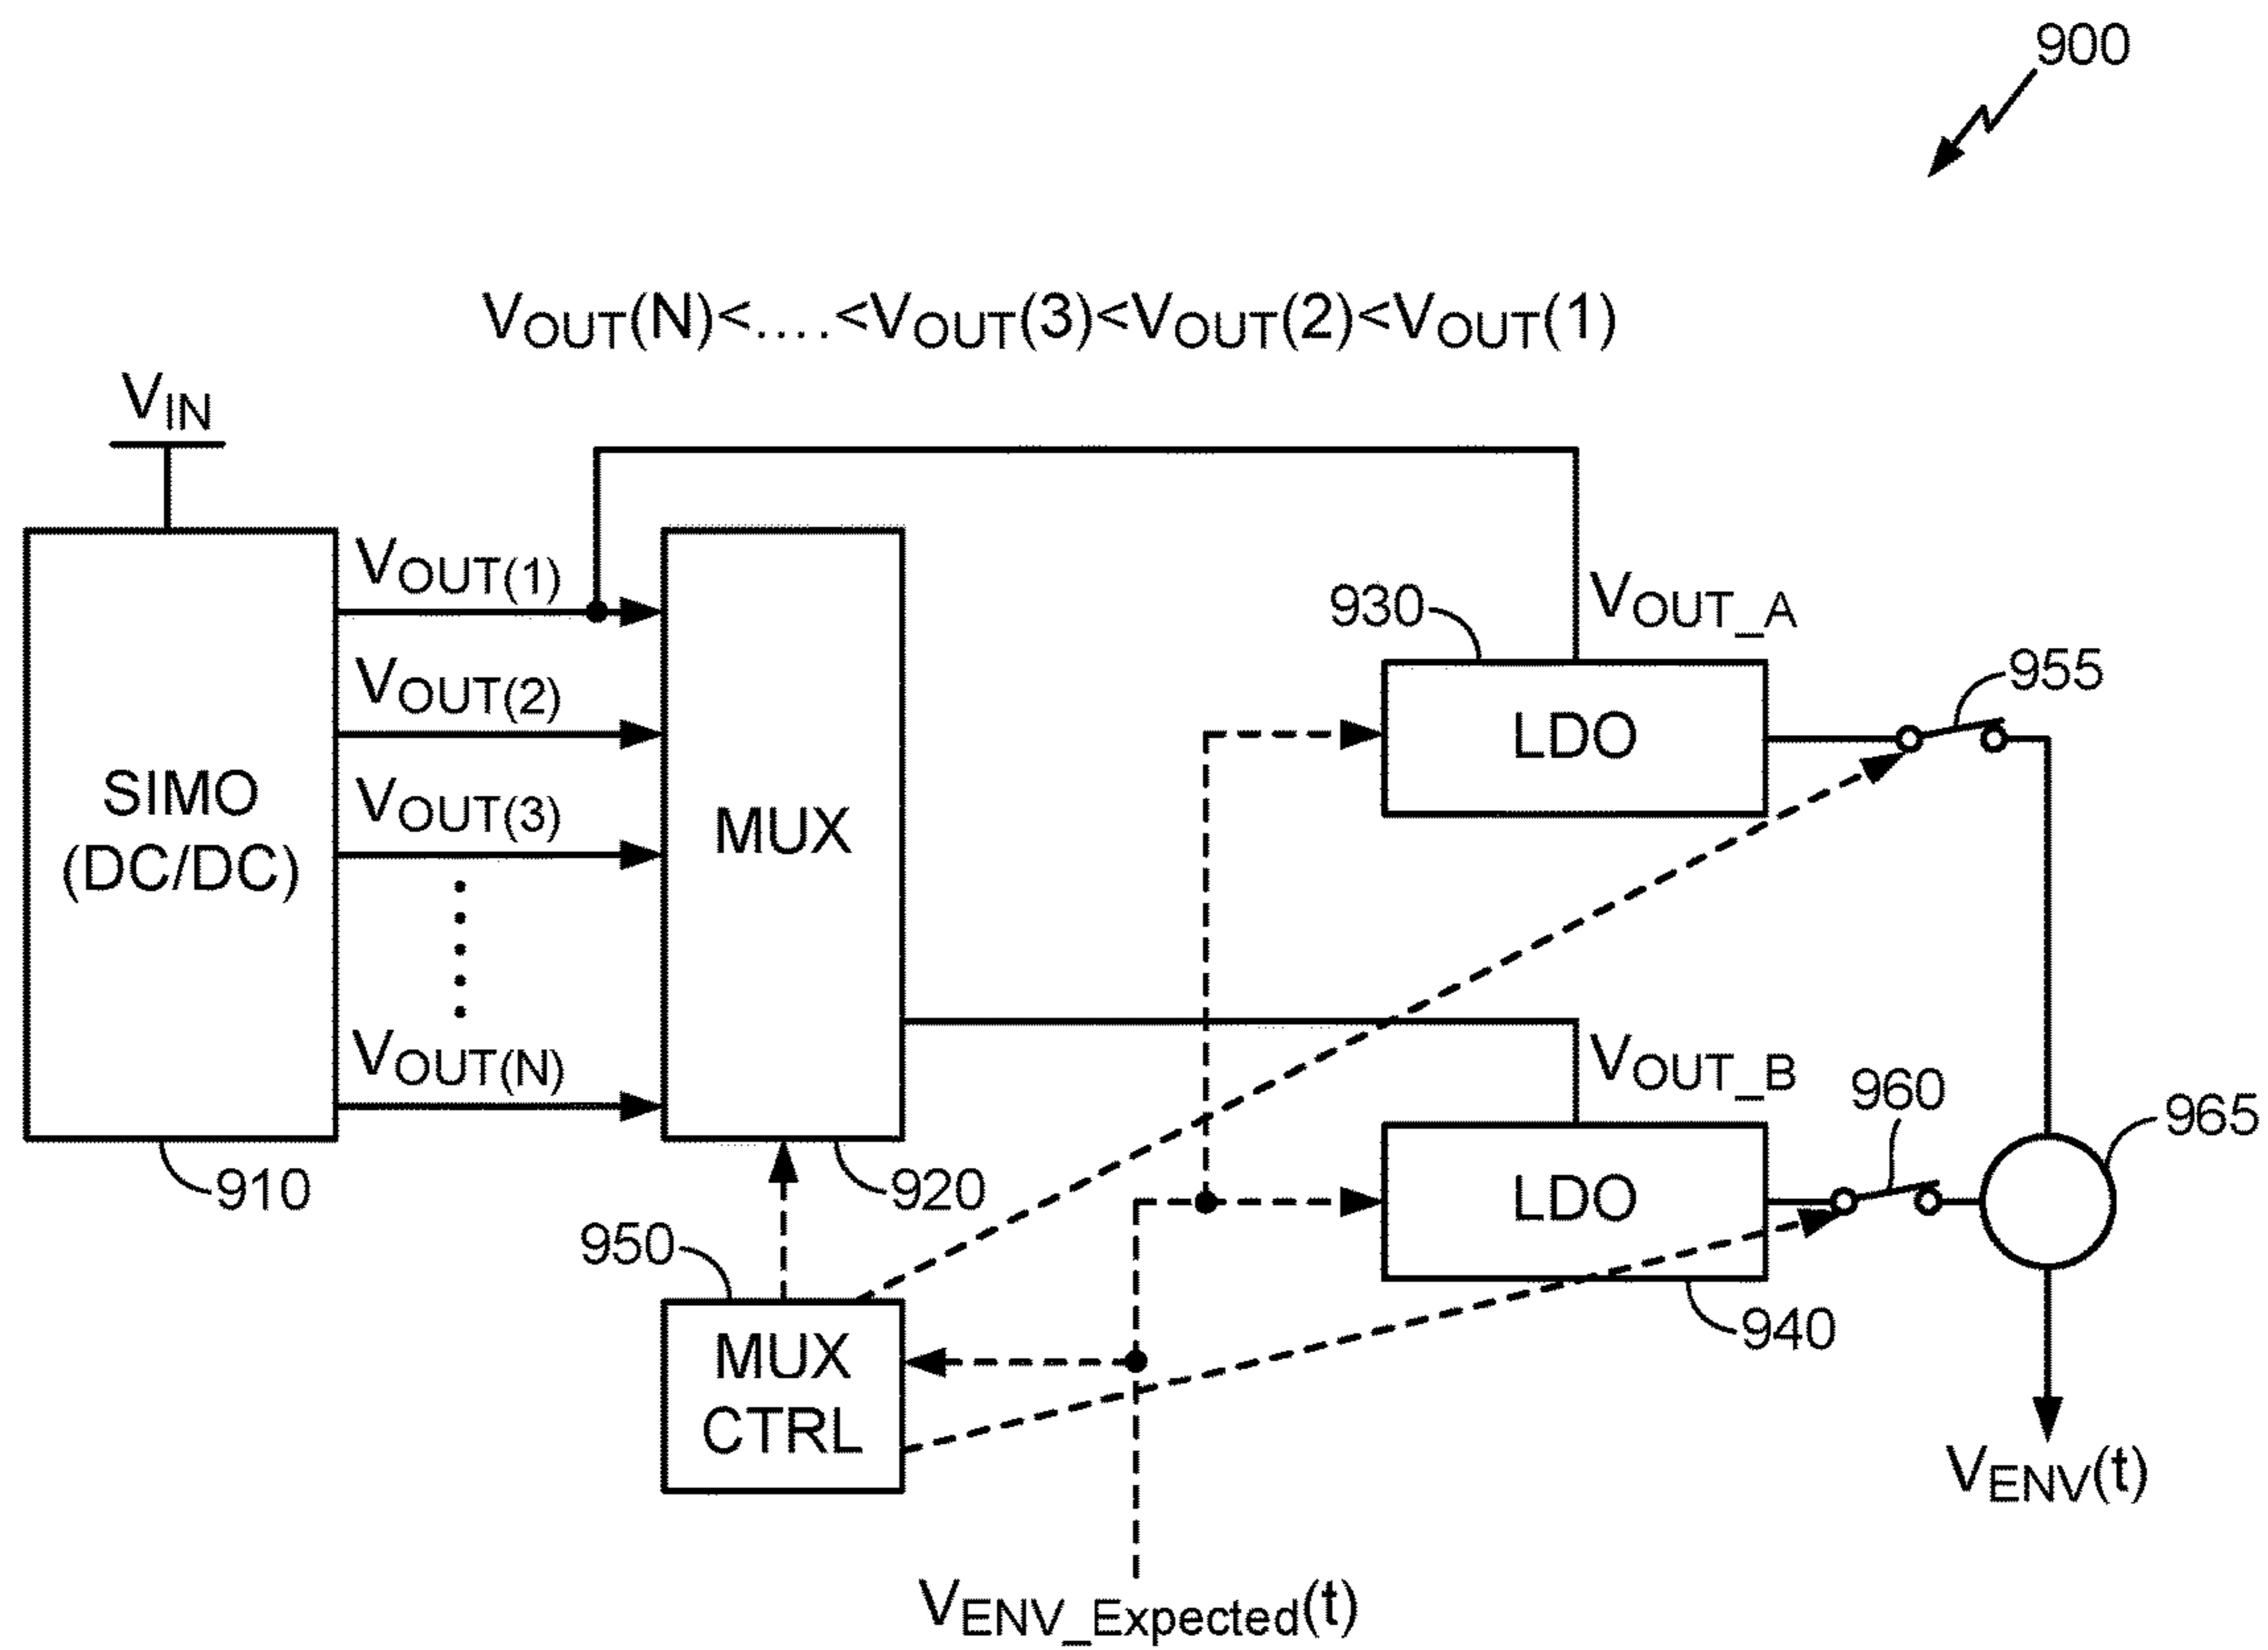 900
VOUT(N)<....<VOUT(3)<VOUT(2)<VOUT(1)
VIN
VOUT(1)
VOUT(2)
VOUT(3)
VOUT(N)
SIMO
(DC/DC)
910
MUX
920
930
VOUT_A
LDO
955
VOUT_B
960
965
LDO
940
950
MUX
CTRL
VENV(t)
VENV_Expected(t)